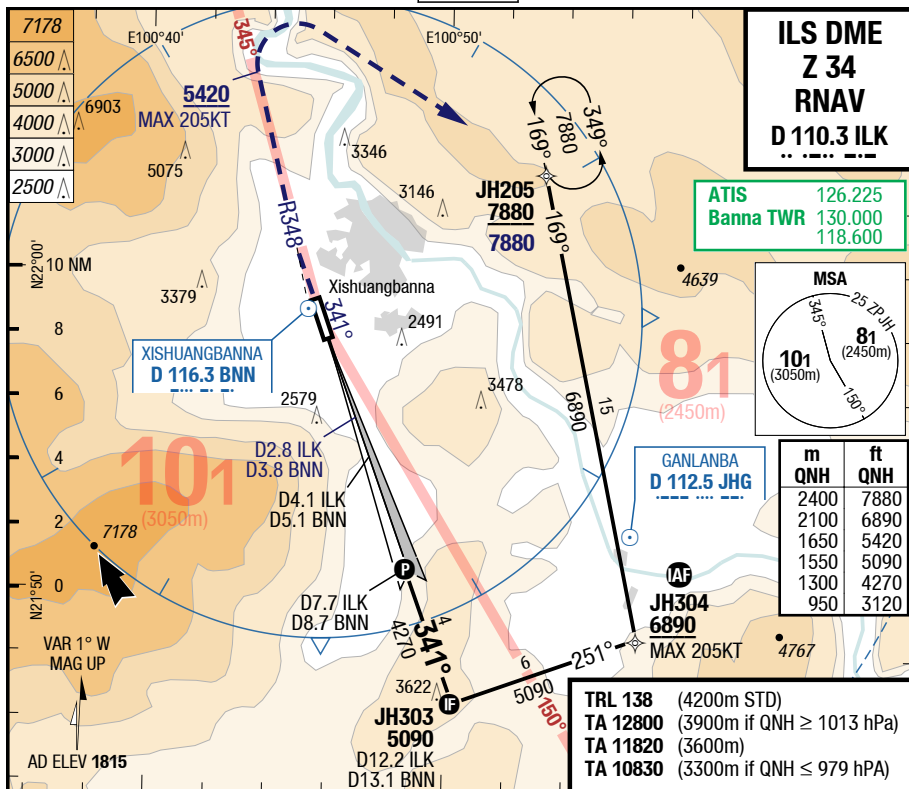 7178
6500
5000
4000
3000
2500
E100°40'
E100°50'
345°
5420
MAX 205KT
6903
5075
3346
3146
R348
10 NM
N22°00'
3379
Xishuangbanna
341°
2491
8
XISHUANGBANNA
D 116.3 BNN
6
2579
3478
4
D2.8 ILK
D3.8 BNN
D4.1 ILK
D5.1 BNN
101
(3050m)
2
7178
0
N21°50'
P
D7.7 ILK
D8.7 BNN
4
341°
4270
3622
IF
JH303
5090
D12.2 ILK
D13.1 BNN
VAR 1° W
MAG UP
AD ELEV 1815
169°
7880
349°
JH205
7880
7880
169°
15
6890
4639
81
(2450m)
GANLANBA
D 112.5 JHG
IAF
JH304
6890
MAX 205KT
4767
251°
6
5090
150°
ILS DME
Z 34
RNAV
D 110.3 ILK
ATIS 126.225
Banna TWR 130.000
118.600
MSA
25 ZPJH
345°
81
(2450m)
101
(3050m)
150°
m ft
QNH QNH
2400 7880
2100 6890
1650 5420
1550 5090
1300 4270
950 3120
TRL 138 (4200m STD)
TA 12800 (3900m if QNH ≥ 1013 hPa)
TA 11820 (3600m)
TA 10830 (3300m if QNH ≤ 979 hPA)